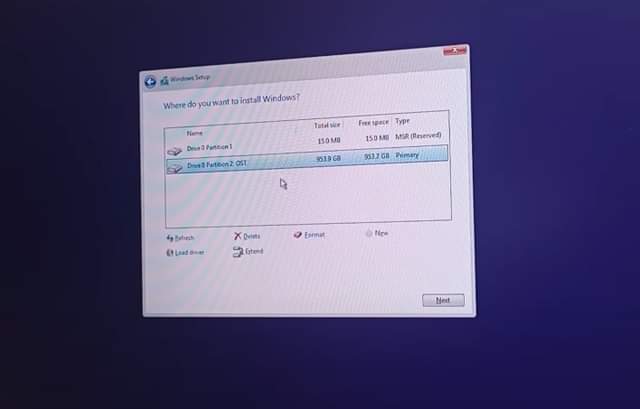 Windows Setup
Where do you want to install Windows?
Name Total size Free space Type
Drive 0 Partition 1 15.0 MB 15.0 MB MSR (Reserved)
Drive 0 Partition 2: OST 953.9 GB 953.2 GB Primary
Refresh Delete Format New
Load driver Extend
Next